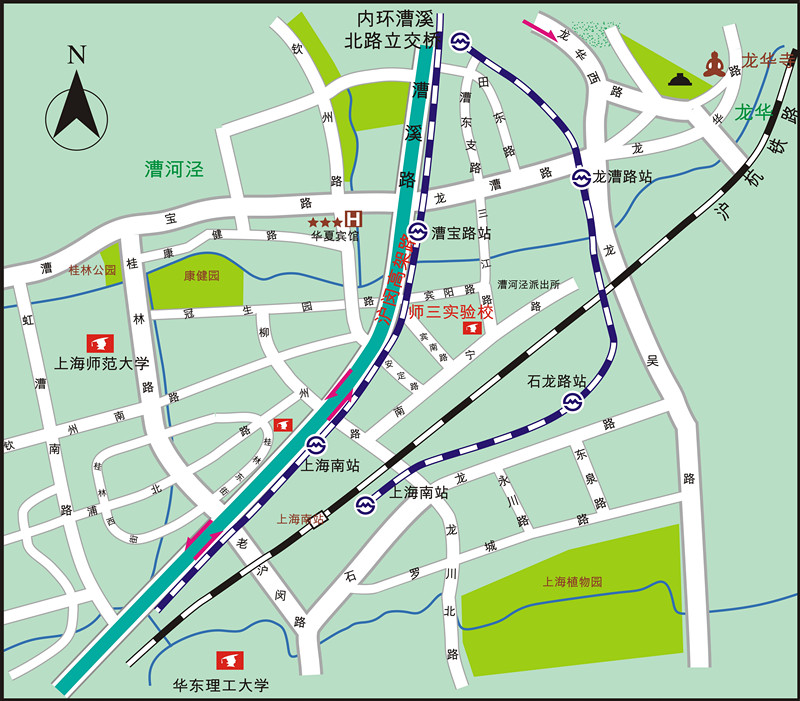 内环漕溪
北路立交桥
N
钦州路
龙华西路
龙华寺
龙华
华路
沪杭铁路
漕溪路
漕东支路
田东路
漕河泾
龙漕路站
龙漕路
漕宝路
漕宝路站
H
华夏宾馆
康健路
桂林公园
康健园
桂林路
三江路
龙吴路
沪闵高架路
漕河泾派出所
宾阳路
冠生园路
师三实验校
宾南路
安定路
南宁路
虹漕南路
上海师范大学
柳州路
石龙路站
钦州南路
桂林东街
桂林西街
浦北路
上海南站
上海南站
上海南站
石龙路
永川路
东泉路
罗城路
龙川北路
老沪闵路
上海植物园
华东理工大学